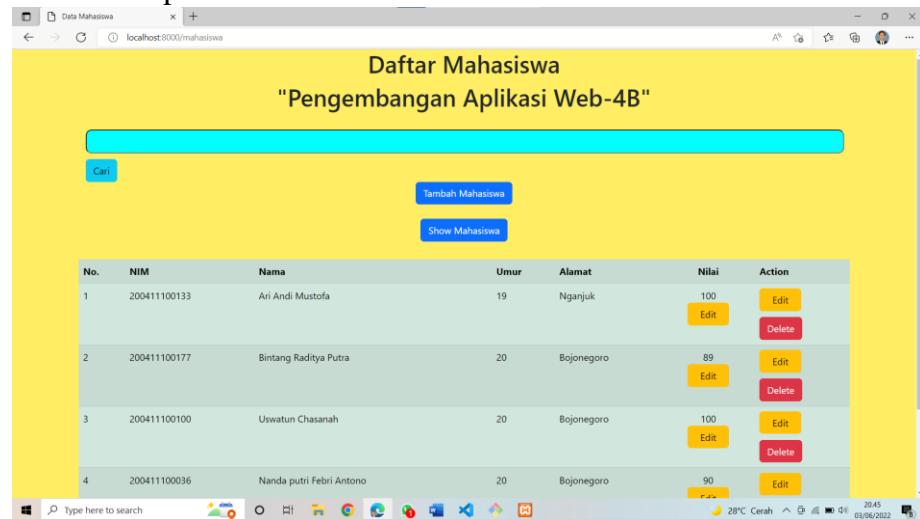 Data Mahasiswa
localhost:8000/mahasiswa
Daftar Mahasiswa
"Pengembangan Aplikasi Web-4B"
Cari
Tambah Mahasiswa
Show Mahasiswa
No. NIM Nama Umur Alamat Nilai Action
1 200411100133 Ari Andi Mustofa 19 Nganjuk 100 Edit
Edit
Delete
2 200411100177 Bintang Raditya Putra 20 Bojonegoro 89 Edit
Edit
Delete
3 200411100100 Uswatun Chasanah 20 Bojonegoro 100 Edit
Edit
Delete
4 200411100036 Nanda putri Febri Antono 20 Bojonegoro 90 Edit
Edit
Type here to search
28°C Cerah
20.45
03/06/2022